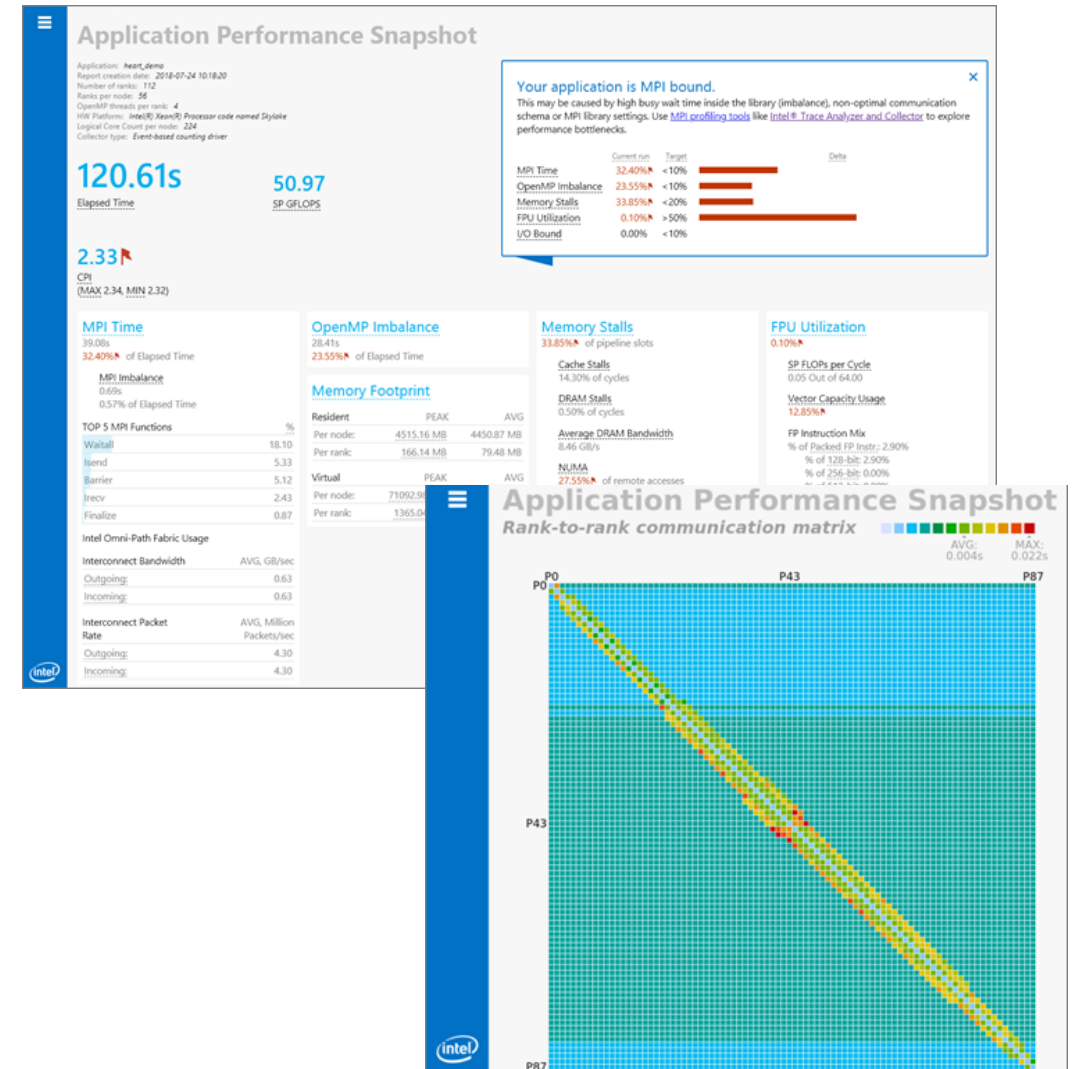 Application Performance Snapshot
Application: heart_demo
Report creation date: 2018-07-24 10:18:20
Number of ranks: 112
Ranks per node: 56
OpenMP threads per rank: 4
HW Platform: Intel(R) Xeon(R) Processor code named Skylake
Logical Core Count per node: 224
Collector type: Event-based counting driver
120.61s
Elapsed Time
50.97
SP GFLOPS
2.33
CPI
(MAX 2.34, MIN 2.32)
Your application is MPI bound.
This may be caused by high busy wait time inside the library (imbalance), non-optimal communication
schema or MPI library settings. Use MPI profiling tools like Intel® Trace Analyzer and Collector to explore
performance bottlenecks.
Current run Target Delta
MPI Time 32.40% <10%
OpenMP Imbalance 23.55% <10%
Memory Stalls 33.85% <20%
FPU Utilization 0.10% >50%
I/O Bound 0.00% <10%
MPI Time
39.08s
32.40% of Elapsed Time
MPI Imbalance
0.69s
0.57% of Elapsed Time
TOP 5 MPI Functions %
Waitall 18.10
Isend 5.33
Barrier 5.12
Irecv 2.43
Finalize 0.87
Intel Omni-Path Fabric Usage
Interconnect Bandwidth AVG, GB/sec
Outgoing: 0.63
Incoming: 0.63
Interconnect Packet AVG, Million
Rate Packets/sec
Outgoing: 4.30
Incoming: 4.30
OpenMP Imbalance
28.41s
23.55% of Elapsed Time
Memory Footprint
Resident PEAK AVG
Per node: 4515.16 MB 4450.87 MB
Per rank: 166.14 MB 79.48 MB
Virtual PEAK AVG
Per node: 71092.98
Per rank: 1365.04
Memory Stalls
33.85% of pipeline slots
Cache Stalls
14.30% of cycles
DRAM Stalls
0.50% of cycles
Average DRAM Bandwidth
8.46 GB/s
NUMA
27.55% of remote accesses
FPU Utilization
0.10%
SP FLOPs per Cycle
0.05 Out of 64.00
Vector Capacity Usage
12.85%
FP Instruction Mix
% of Packed FP Instr.: 2.90%
% of 128-bit: 2.90%
% of 256-bit: 0.00%
intel
Application Performance Snapshot
Rank-to-rank communication matrix
AVG: MAX:
0.004s 0.022s
P0 P43 P87
P0
P43
P87
intel